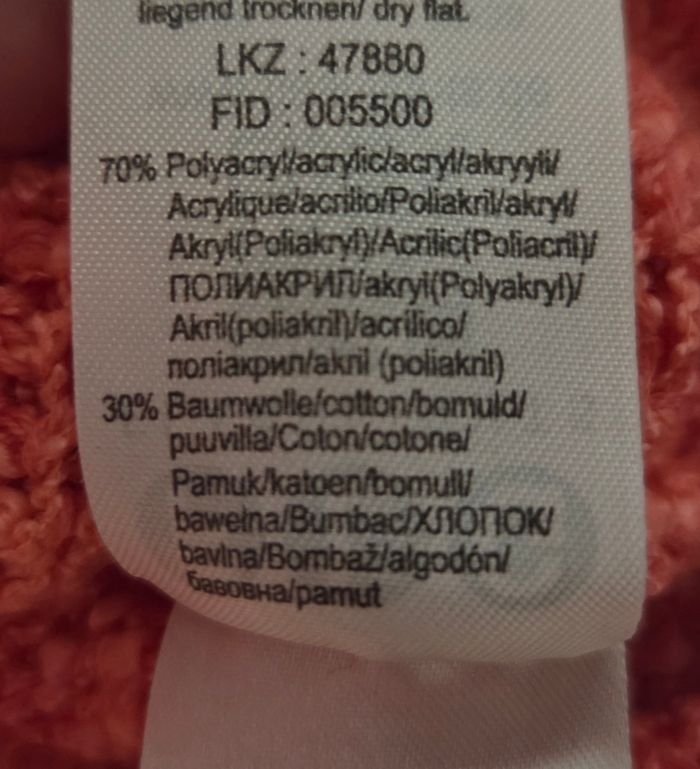 liegend trocknen/ dry flat.
LKZ : 47880
FID : 005500
70% Polyacryl/acrylic/acryl/akryyli/
Acrylique/acrilico/Poliakril/akryl/
Akryl(Poliakryl)/Acrilic(Poliacril)/
ПОЛИАКРИЛ/akryl(Polyakryl)/
Akril(poliakril)/acrílico/
поліакрил/akril (poliakril)
30% Baumwolle/cotton/bomuld/
puuvilla/Coton/cotone/
Pamuk/katoen/bomull/
bawełna/Bumbac/ХЛОПОК/
bavlna/Bombaž/algodón/
бавовна/pamut